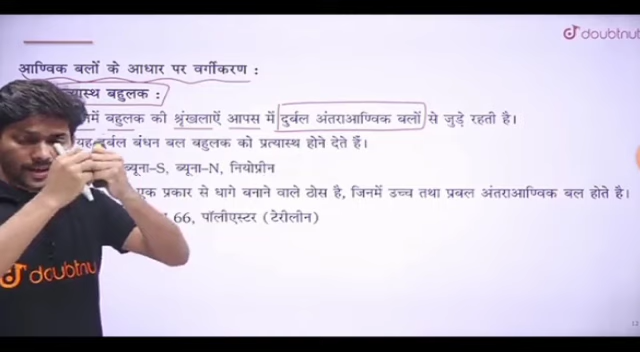 doubtnut
आण्विक बलों के आधार पर वर्गीकरण :
बहुलक :
बहुलक की श्रृंखलाऐं आपस में दुर्बल अंतराआण्विक बलों से जुड़े रहती है।
यह दुर्बल बंधन बल बहुलक को प्रत्यास्थ होने देते हैं।
ब्यूना–S, ब्यूना–N, नियोप्रीन
एक प्रकार से धागे बनाने वाले ठोस है, जिनमें उच्च तथा प्रबल अंतराआण्विक बल होते है।
66, पॉलीएस्टर (टैरीलीन)
doubtnut